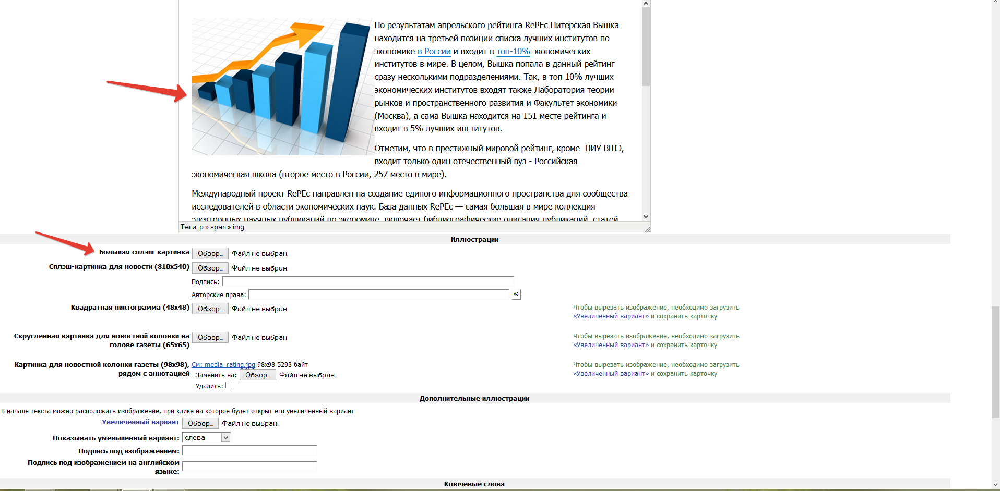 По результатам апрельского рейтинга RePEc Питерская Вышка
находится на третьей позиции списка лучших институтов по
экономике в России и входит в топ-10% экономических
институтов в мире. В целом, Вышка попала в данный рейтинг
сразу несколькими подразделениями. Так, в топ 10% лучших
экономических институтов входят также Лаборатория теории
рынков и пространственного развития и Факультет экономики
(Москва), а сама Вышка находится на 151 месте рейтинга и
входит в 5% лучших институтов.
Отметим, что в престижный мировой рейтинг, кроме  НИУ ВШЭ,
входит только один отечественный вуз - Российская
экономическая школа (второе место в России, 257 место в мире).
Международный проект RePEc направлен на создание единого информационного пространства для сообщества
исследователей в области экономических наук. База данных RePEc — самая большая в мире коллекция
электронных научных публикаций по экономике, включает библиографические описания публикаций, статей
Теги: p » span » img
Иллюстрации
Большая сплэш-картинка Обзор_ Файл не выбран.
Сплэш-картинка для новости (810x540) Обзор_ Файл не выбран.
Подпись:
Авторские права: ©
Квадратная пиктограмма (48x48) Обзор_ Файл не выбран. Чтобы вырезать изображение, необходимо загрузить
«Увеличенный вариант» и сохранить карточку
Скругленная картинка для новостной колонки на Обзор_ Файл не выбран. Чтобы вырезать изображение, необходимо загрузить
голове газеты (65x65) «Увеличенный вариант» и сохранить карточку
Картинка для новостной колонки газеты (98x98), См: media_rating.jpg 98x98 5293 байт Чтобы вырезать изображение, необходимо загрузить
рядом с аннотацией Заменить на: Обзор_ Файл не выбран. «Увеличенный вариант» и сохранить карточку
Удалить:
Дополнительные иллюстрации
В начале текста можно расположить изображение, при клике на которое будет открыт его увеличенный вариант
Увеличенный вариант Обзор_ Файл не выбран.
Показывать уменьшенный вариант: слева
Подпись под изображением:
Подпись под изображением на английском
языке:
Ключевые слова